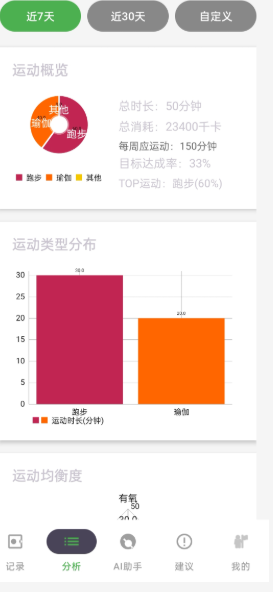 近7天
近30天
自定义
运动概览
其他
瑜伽
跑步
跑步 瑜伽 其他
总时长：50分钟
总消耗：23400千卡
每周应运动：150分钟
目标达成率：33%
TOP运动：跑步(60%)
运动类型分布
30
25
20
15
10
5
0
30.0
20.0
跑步
瑜伽
运动时长(分钟)
运动均衡度
有氧
50
记录
分析
AI助手
建议
我的